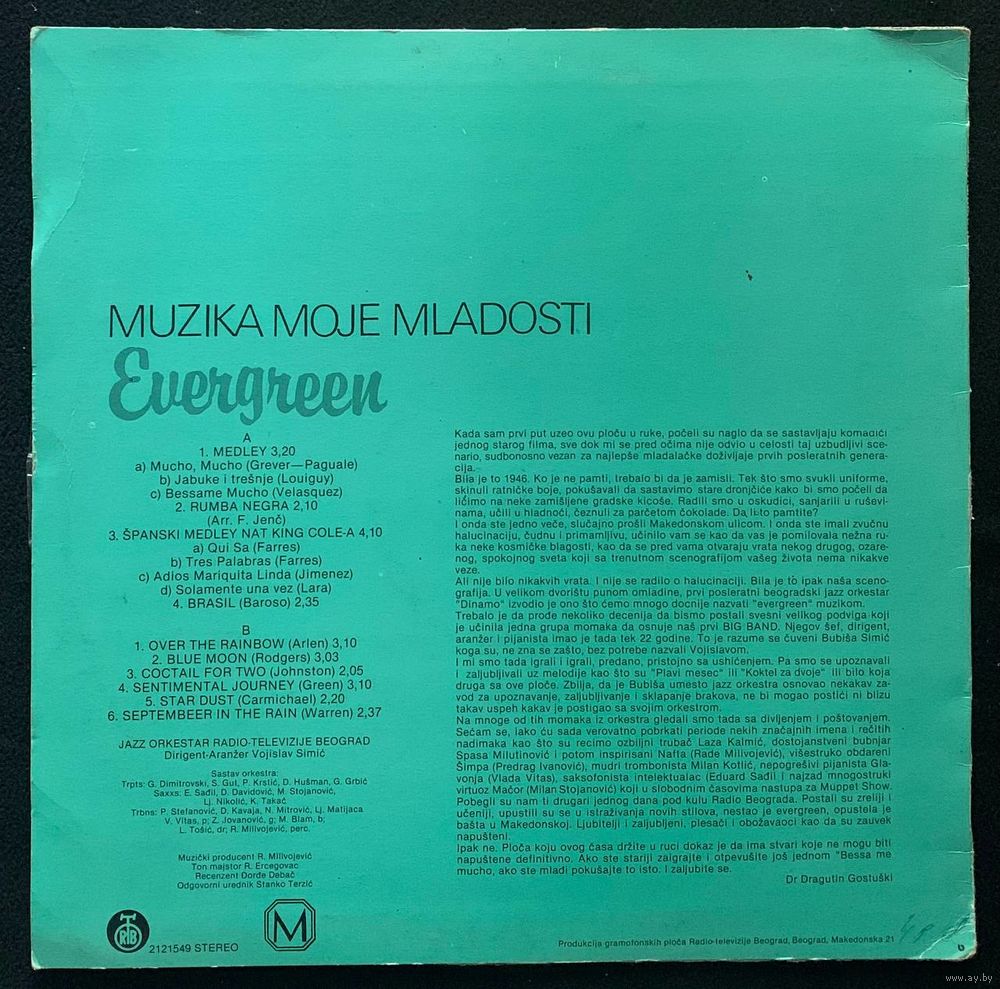 MUZIKA MOJE MLADOSTI
Evergreen
A
1. MEDLEY 3,20
a) Mucho, Mucho (Grever—Paguale)
b) Jabuke i trešnje (Louiguy)
c) Bessame Mucho (Velasquez)
2. RUMBA NEGRA 2,10
(Arr. F. Jenč)
3. ŠPANSKI MEDLEY NAT KING COLE-A 4,10
a) Qui Sa (Farres)
b) Tres Palabras (Farres)
c) Adios Mariquita Linda (Jimenez)
d) Solamente una vez (Lara)
4. BRASIL (Baroso) 2,35
B
1. OVER THE RAINBOW (Arlen) 3,10
2. BLUE MOON (Rodgers) 3,03
3. COCTAIL FOR TWO (Johnston) 2,05
4. SENTIMENTAL JOURNEY (Green) 3,10
5. STAR DUST (Carmichael) 2,20
6. SEPTEMBEER IN THE RAIN (Warren) 2,37
JAZZ ORKESTAR RADIO-TELEVIZIJE BEOGRAD
Dirigent-Aranžer Vojislav Simić
Sastav orkestra:
Trpts: G. Dimitrovski, S. Gut, P. Krstić, D. Hušman, G. Grbić
Saxxs: E. Sadil, D. Davidović, M. Stojanović,
Lj. Nikolić, K. Takač
Trbns: P. Stefanović, D. Kavaja, N. Mitrović, Lj. Matijaca
V. Vitas, p; Z. Jovanović, g; M. Blam, b;
L. Tošić, dr; R. Milivojević, perc.
Muzički producent R. Milivojević
Ton majstor R. Ercegovac
Recenzent Đorđe Debač
Odgovorni urednik Stanko Terzić
Kada sam prvi put uzeo ovu ploču u ruke, počeli su naglo da se sastavljaju komadići
jednog starog filma, sve dok mi se pred očima nije odvio u celosti taj uzbudljivi sce-
nario, sudbonosno vezan za najlepše mladalačke doživljaje prvih posleratnih genera-
cija.
Bila je to 1946. Ko je ne pamti, trebalo bi da je zamisli. Tek što smo svukli uniforme,
skinuli ratničke boje, pokušavali da sastavimo stare dronjčiće kako bi smo počeli da
ličimo na neke zamišljene gradske kicoše. Radili smo u oskudici, sanjarili u ruševi-
nama, učili u hladnoći, čeznuli za parčetom čokolade. Da li to pamtite?
I onda ste jedno veče, slučajno prošli Makedonskom ulicom. I onda ste imali zvučnu
halucinaciju, čudnu i primamljivu, učinilo vam se kao da vas je pomilovala nežna ru-
ka neke kosmičke blagosti, kao da se pred vama otvaraju vrata nekog drugog, ozare-
nog, spokojnog sveta koji sa trenutnom scenografijom vašeg života nema nikakve
veze.
Ali nije bilo nikakvih vrata. I nije se radilo o halucinaciji. Bila je to ipak naša sceno-
grafija. U velikom dvorištu punom omladine, prvi posleratni beogradski jazz orkestar
"Dinamo" izvodio je ono što ćemo mnogo docnije nazvati "evergreen" muzikom.
Trebalo je da prođe nekoliko decenija da bismo postali svesni velikog podviga koji
je učinila jedna grupa momaka da osnuje naš prvi BIG BAND. Njegov šef, dirigent,
aranžer i pijanista imao je tada tek 22 godine. To je razume se čuveni Bubiša Simić
koga su, ne zna se zašto, bez potrebe nazvali Vojislavom.
I mi smo tada igrali i igrali, predano, pristojno sa ushićenjem. Pa smo se upoznavali
i zaljubljivali uz melodije kao što su "Plavi mesec" ili "Koktel za dvoje" ili bilo koja
druga sa ove ploče. Zbilja, da je Bubiša umesto jazz orkestra osnovao nekakav za-
vod za upoznavanje, zaljubljivanje i sklapanje brakova, ne bi mogao postići ni blizu
takav uspeh kakav je postigao sa svojim orkestrom.
Na mnoge od tih momaka iz orkestra gledali smo tada sa divljenjem i poštovanjem.
Sećam se, iako ću sada verovatno pobrkati periode nekih značajnih imena i rečitih
nadimaka kao što su recimo ozbiljni trubač Laza Kalmić, dostojanstveni bubnjar
Spasa Milutinović i potom inspirisani Nafta (Rade Milivojević), višestruko obdareni
Šimpa (Predrag Ivanović), mudri trombonista Milan Kotlić, nepogrešivi pijanista Gla-
vonja (Vlada Vitas), saksofonista intelektualac (Eduard Sadil i najzad mnogostruki
virtuoz Mačor (Milan Stojanović) koji u slobodnim časovima nastupa za Muppet Show.
Pobegli su nam ti drugari jednog dana pod kulu Radio Beograda. Postali su zreliji i
učeniji, upustili su se u istraživanja novih stilova, nestao je evergreen, opustela je
bašta u Makedonskoj. Ljubitelji i zaljubljeni, plesači i obožavaoci kao da su zauvek
napušteni.
Ipak ne. Ploča koju ovog časa držite u ruci dokaz je da ima stvari koje ne mogu biti
napuštene definitivno. Ako ste stariji zaigrajte i otpevušite još jednom "Bessa me
mucho, ako ste mladi pokušajte to isto. I zaljubite se.
Dr Dragutin Gostuški
RTB
2121549 STEREO
M
Produkcija gramofonskih ploča Radio-televizije Beograd, Beograd, Makedonska 21
www.ay.by